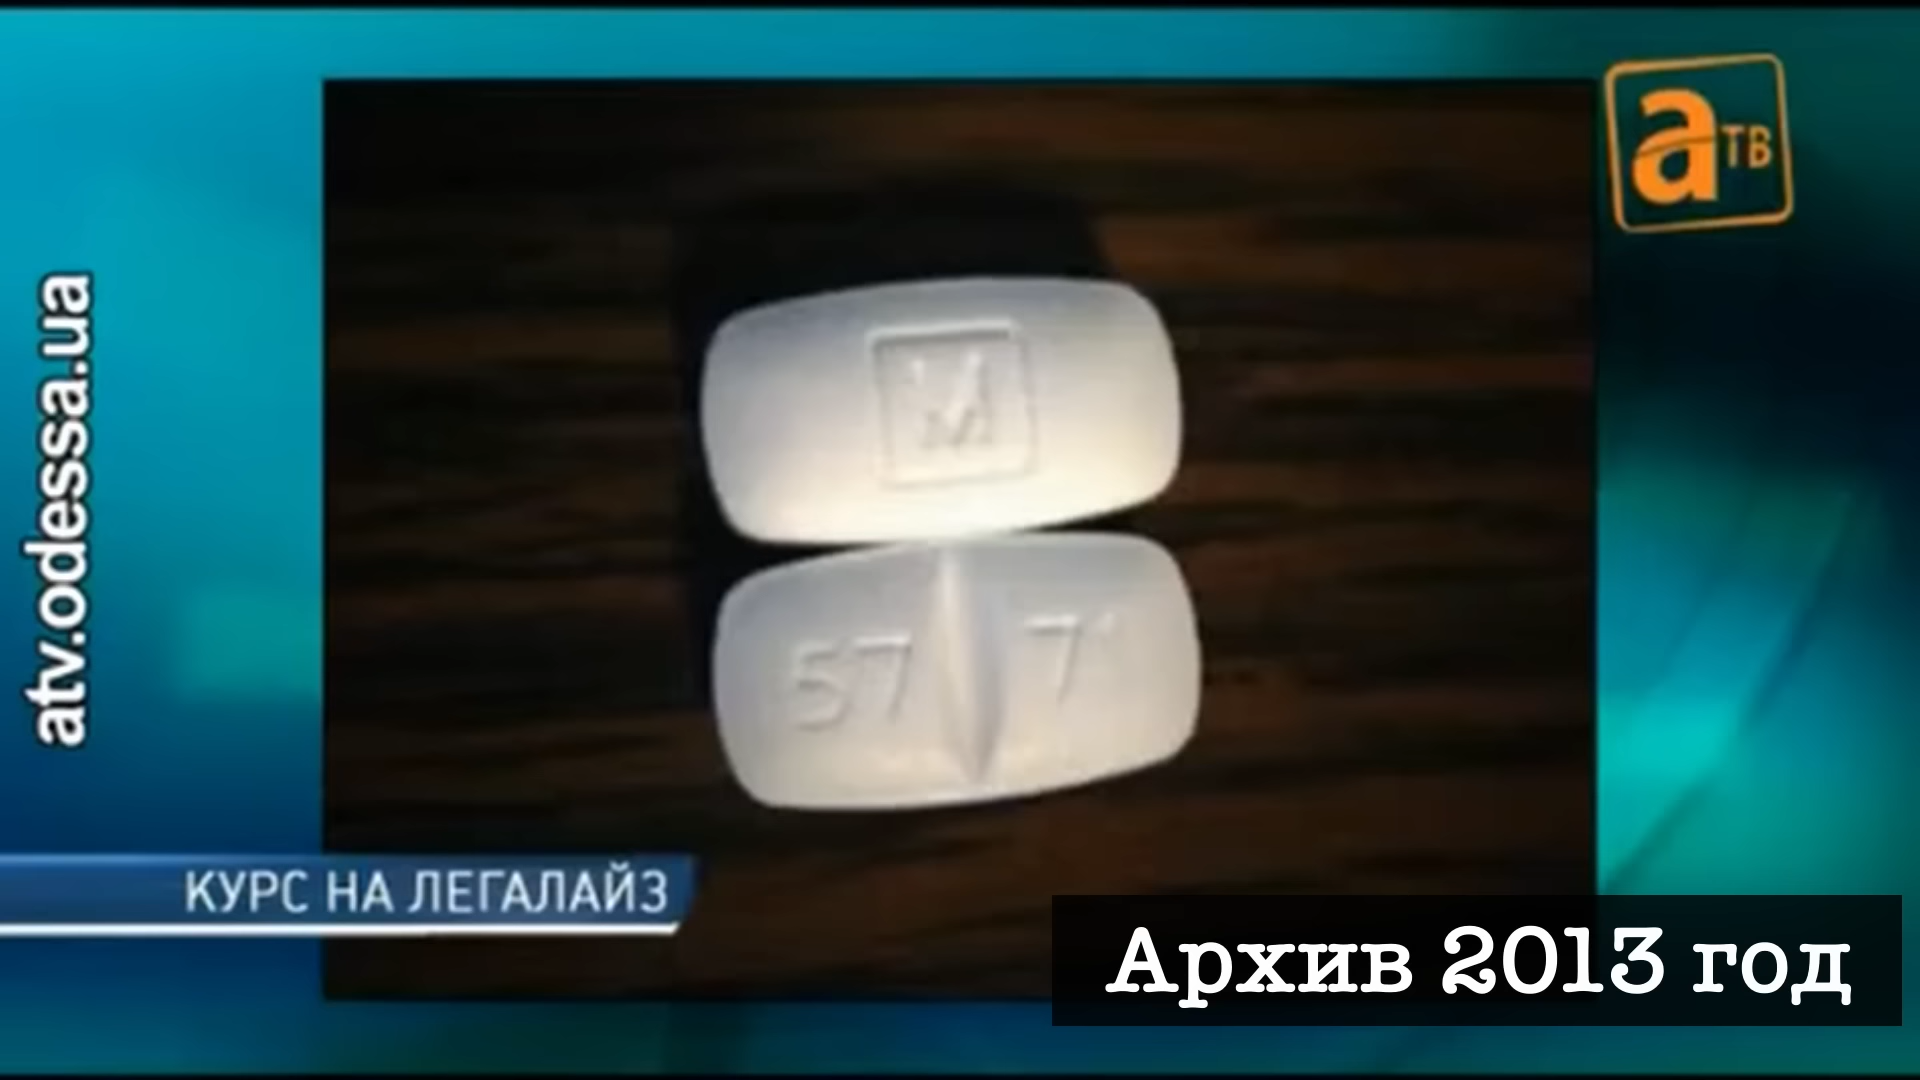 а ТВ
atv.odessa.ua
M
57 71
КУРС НА ЛЕГАЛАЙЗ
Архив 2013 год